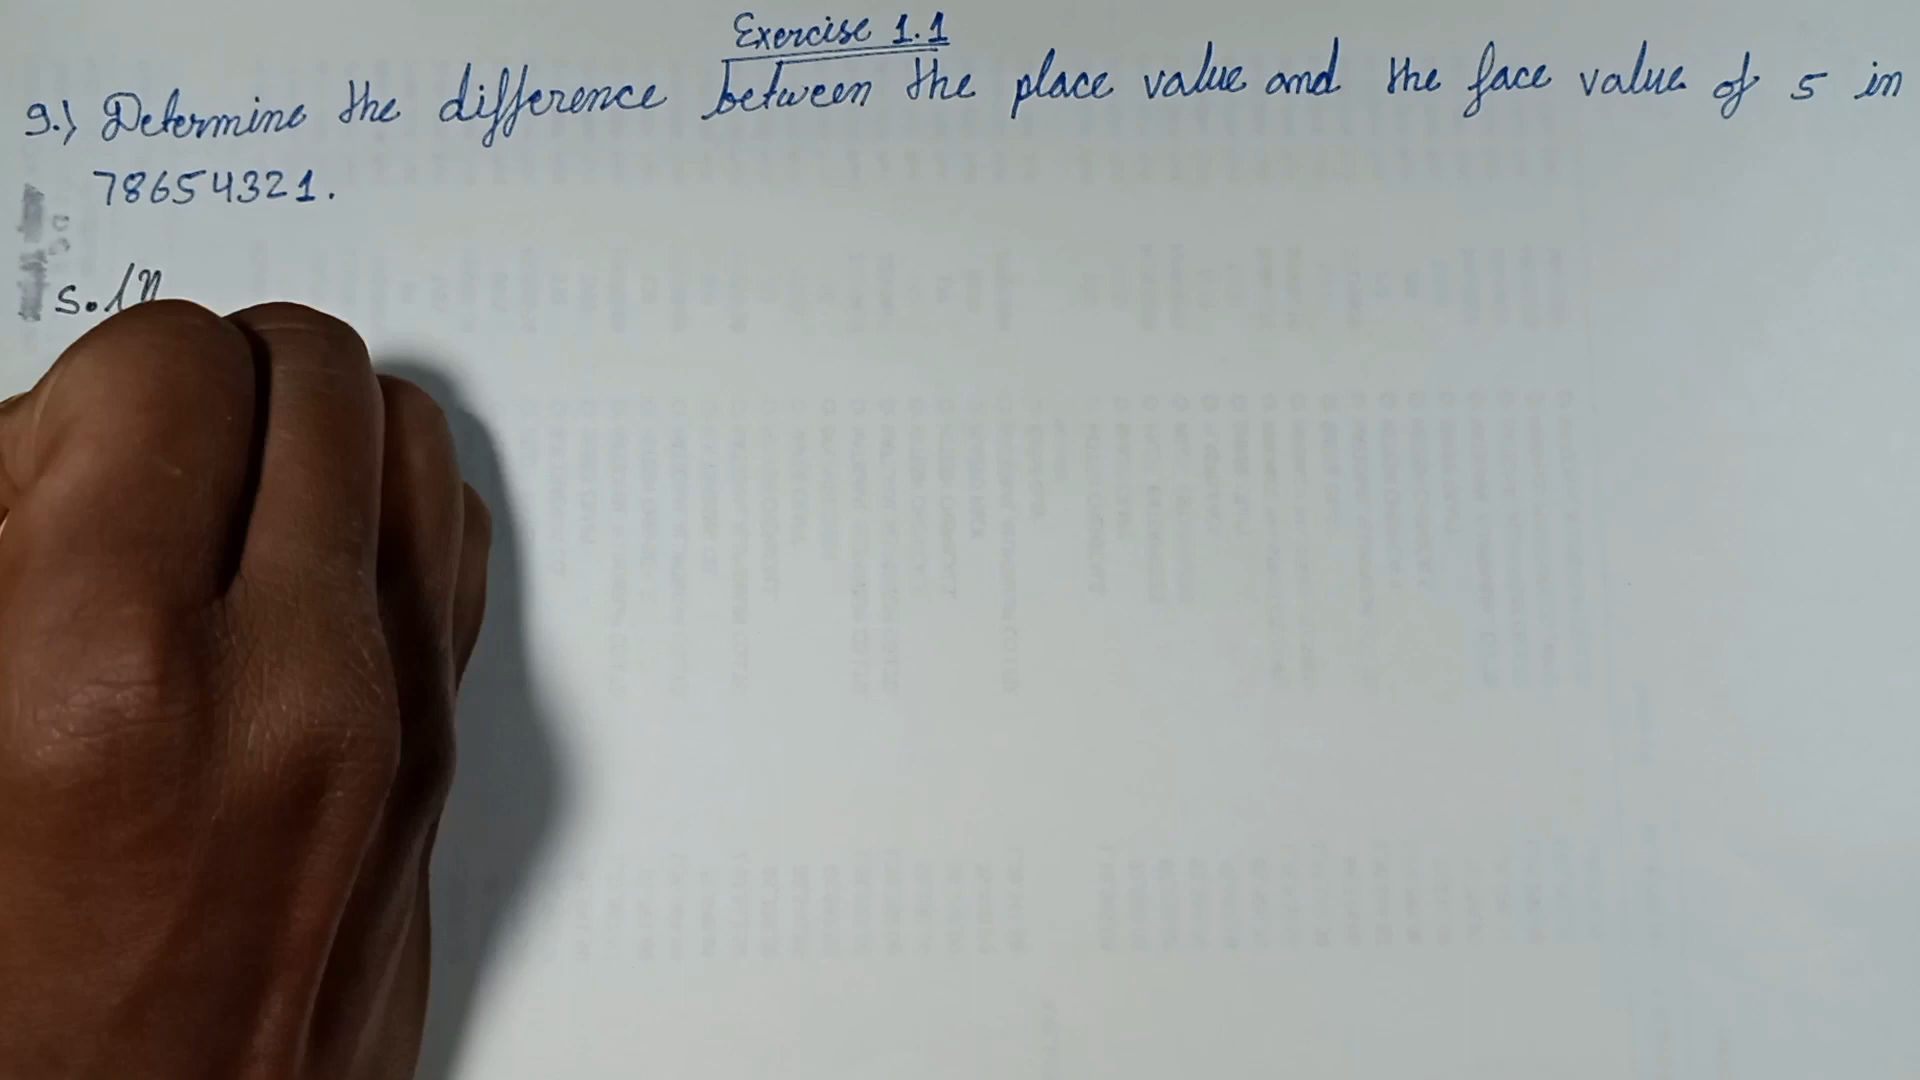 Exercise 1.1
9.) Determine the difference between the place value and the face value of 5 in
78654321.
Soln